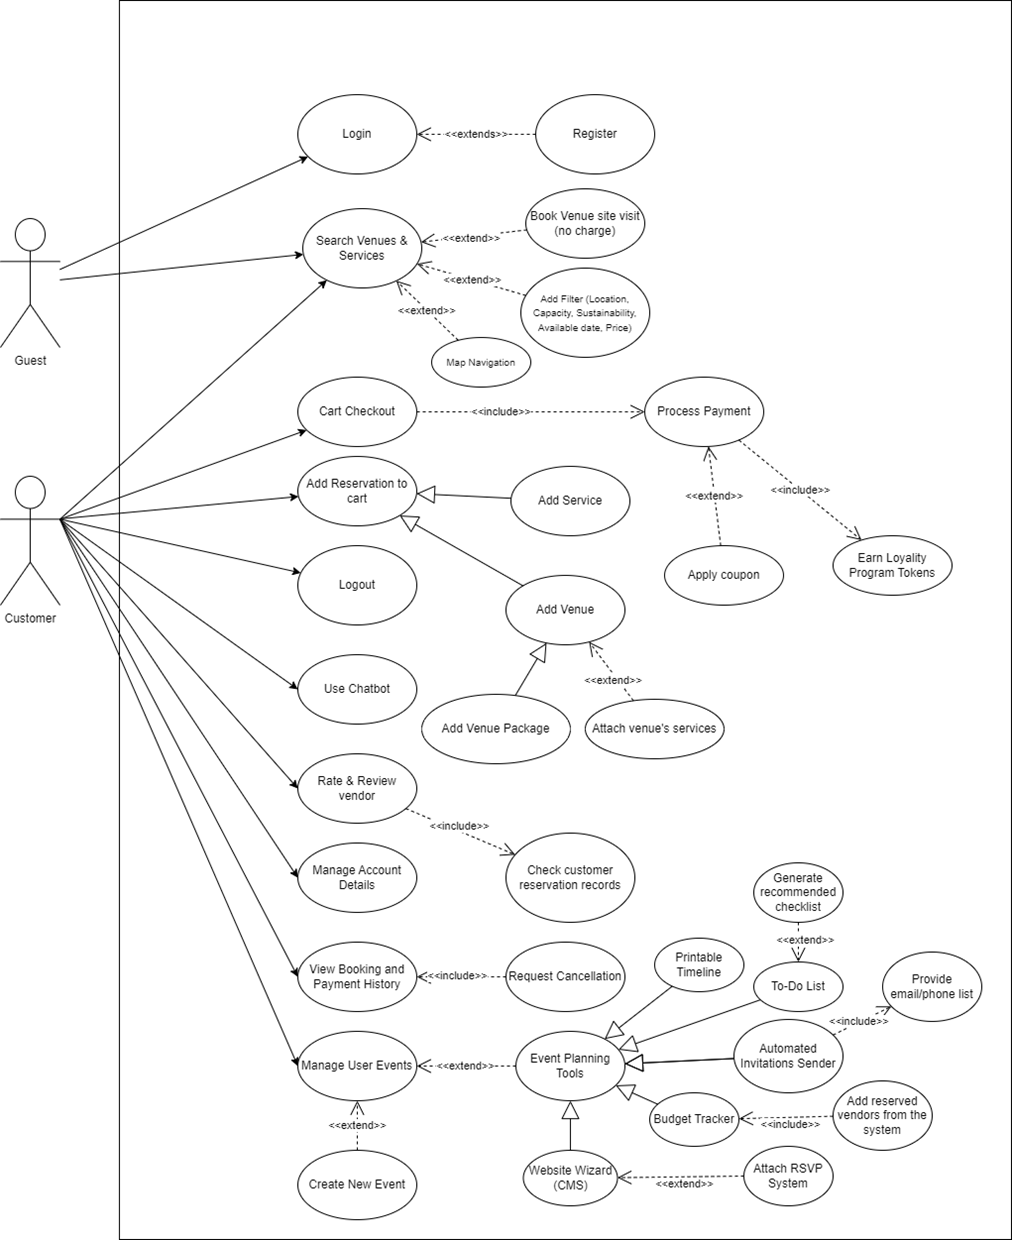 Login
<<extends>>
Register
Guest
Search Venues &
Services
<<extend>>
Book Venue site visit
(no charge)
<<extend>>
Add Filter (Location,
Capacity, Sustainability,
Available date, Price)
<<extend>>
Map Navigation
Cart Checkout
<<include>>
Process Payment
Customer
Add Reservation to
cart
Add Service
<<extend>>
<<include>>
Apply coupon
Earn Loyality
Program Tokens
Logout
Add Venue
Use Chatbot
<<extend>>
Add Venue Package
Attach venue's services
Rate & Review
vendor
<<include>>
Check customer
reservation records
Manage Account
Details
Generate
recommended
checklist
<<extend>>
View Booking and
Payment History
<<include>>
Request Cancellation
Printable
Timeline
To-Do List
Provide
email/phone list
<<include>>
Manage User Events
<<extend>>
Event Planning
Tools
Automated
Invitations Sender
Budget Tracker
<<include>>
Add reserved
vendors from the
system
<<extend>>
Create New Event
Website Wizard
(CMS)
<<extend>>
Attach RSVP
System